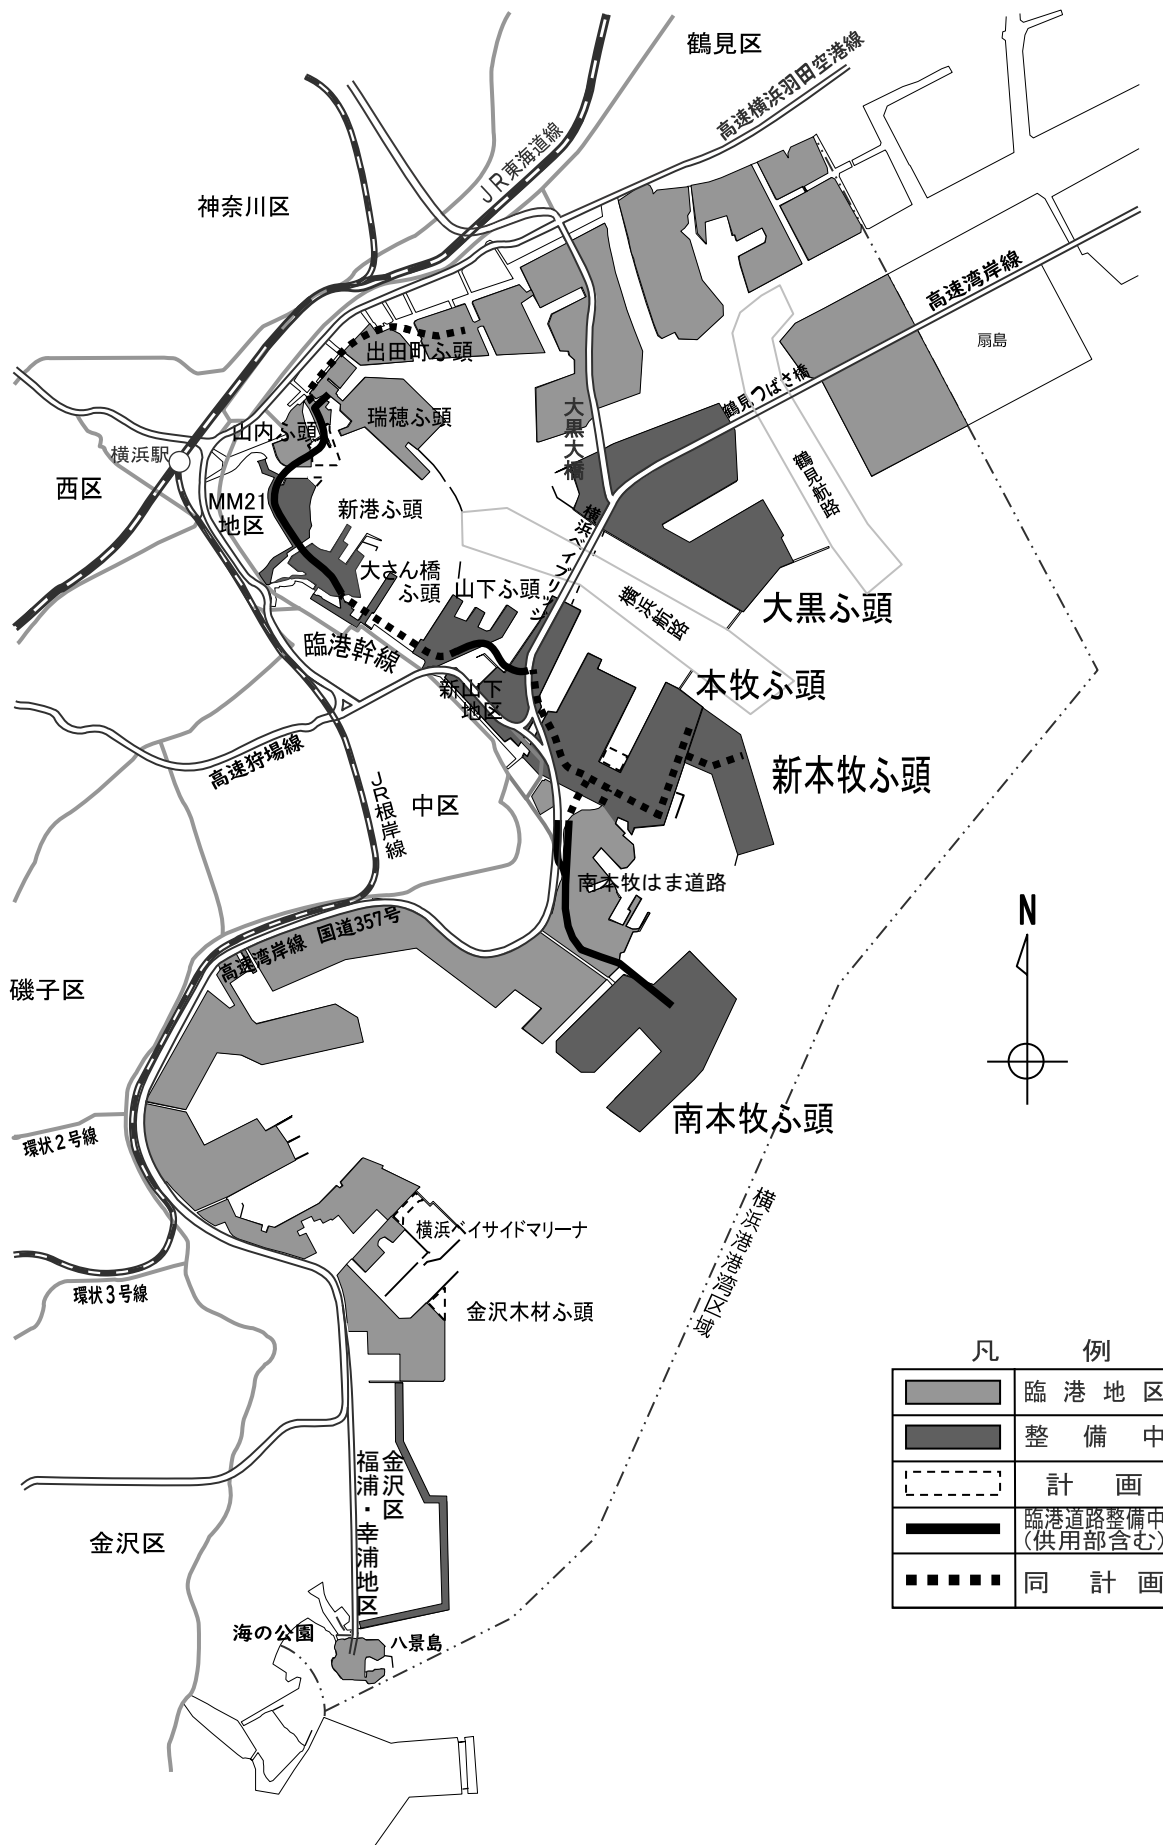 鶴見区
高速横浜羽田空港線
JR東海道線
神奈川区
高速湾岸線
扇島
出田町ふ頭
鶴見つばさ橋
大黒大橋
瑞穂ふ頭
山内ふ頭
横浜駅
鶴見航路
西区
MM21
地区
新港ふ頭
横浜ベイブリッジ
大さん橋
ふ頭
山下ふ頭
横浜航路
大黒ふ頭
臨港幹線
本牧ふ頭
新山下
地区
高速狩場線
新本牧ふ頭
JR根岸線
中区
南本牧はま道路
N
国道357号
高速湾岸線
磯子区
南本牧ふ頭
環状2号線
横浜港港湾区域
横浜ベイサイドマリーナ
環状3号線
金沢木材ふ頭
凡 例
臨港地区
整備中
計画
臨港道路整備中
(供用部含む)
同計画
金沢区
福浦・幸浦地区
金沢区
海の公園
八景島